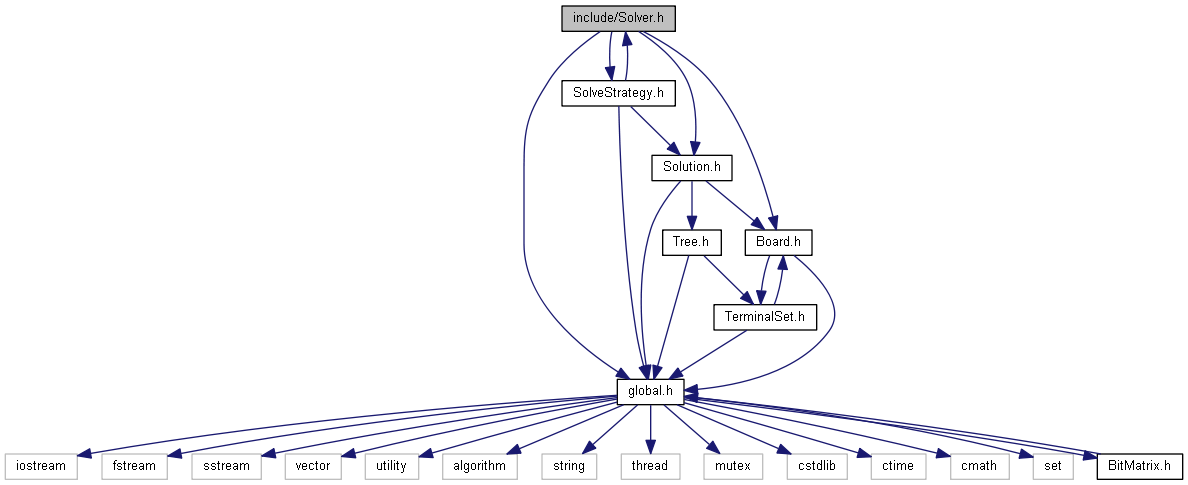 include/Solver.h
SolveStrategy.h
Solution.h
Tree.h
Board.h
TerminalSet.h
global.h
iostream
fstream
sstream
vector
utility
algorithm
string
thread
mutex
cstdlib
ctime
cmath
set
BitMatrix.h